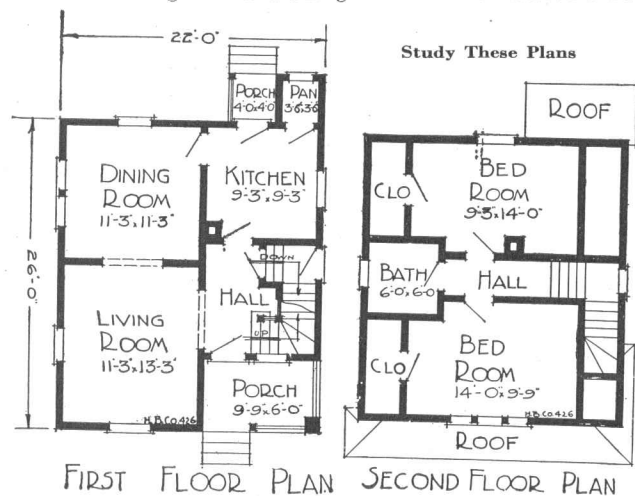 22'-0"
Study These Plans
PORCH
4'-0x4'-0"
PAN
3'6"x3'6"
ROOF
DINING
ROOM
11'-3"x11'-3"
KITCHEN
9'-3"x9'-3"
CLO
BED
ROOM
9'-3"x14'-0"
26'-0"
DOWN
HALL
UP
BATH
6'-0"x6'-0
HALL
LIVING
ROOM
11'-3"x13'-3"
CLO
BED
ROOM
14'-0"x9'-9"
PORCH
9'-9"x6'-0"
H.B.Co.426
H.B.Co.426
ROOF
FIRST FLOOR PLAN
SECOND FLOOR PLAN